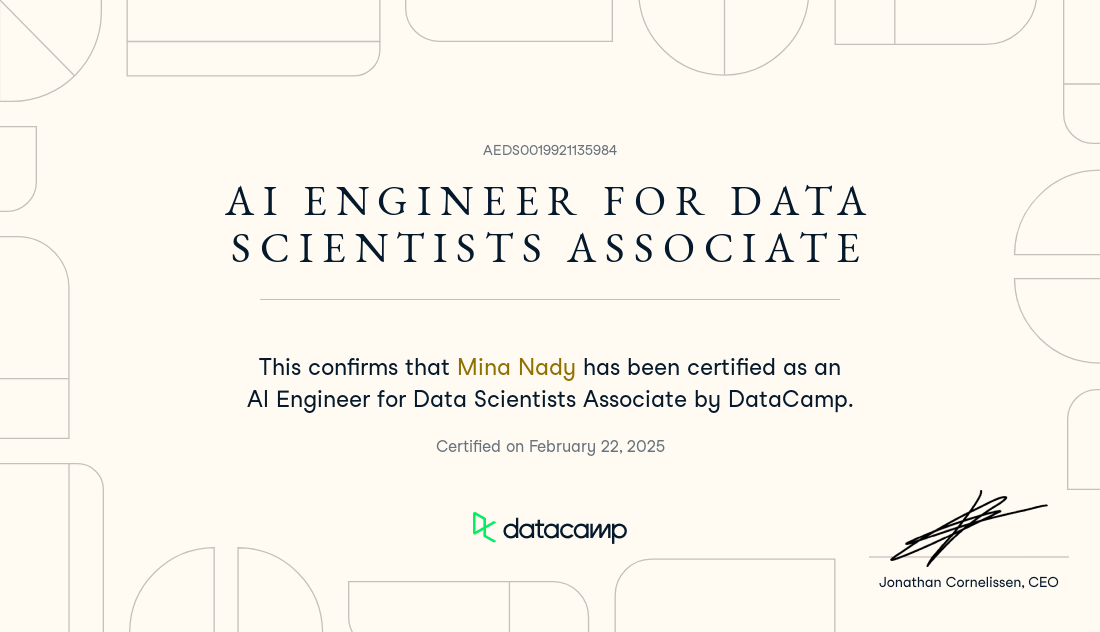 AEDS0019921135984
AI ENGINEER FOR DATA
SCIENTISTS ASSOCIATE
This confirms that Mina Nady has been certified as an
AI Engineer for Data Scientists Associate by DataCamp.
Certified on February 22, 2025
datacamp
Jonathan Cornelissen, CEO